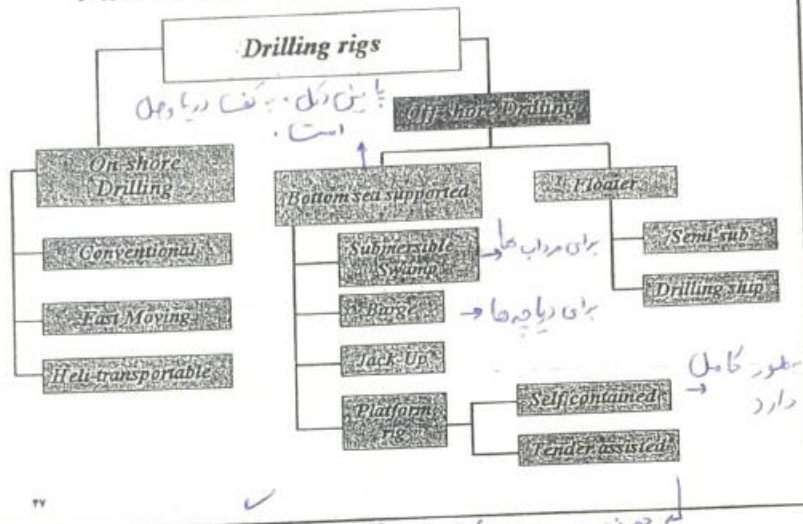 Drilling rigs
پایین دکل، به کف دریا وصل
است.
Off-shore Drilling
On-shore
Drilling
Bottom sea supported
Floater
Conventional
Submersible
Swamp
برای مرداب ها
Semi sub
Fast Moving
Barge
برای دریاچه ها
Drilling ship
Heli-transportable
Jack-Up
Platform
rig
Self contained
بطور کامل
دارد
Tender assisted
۲۷